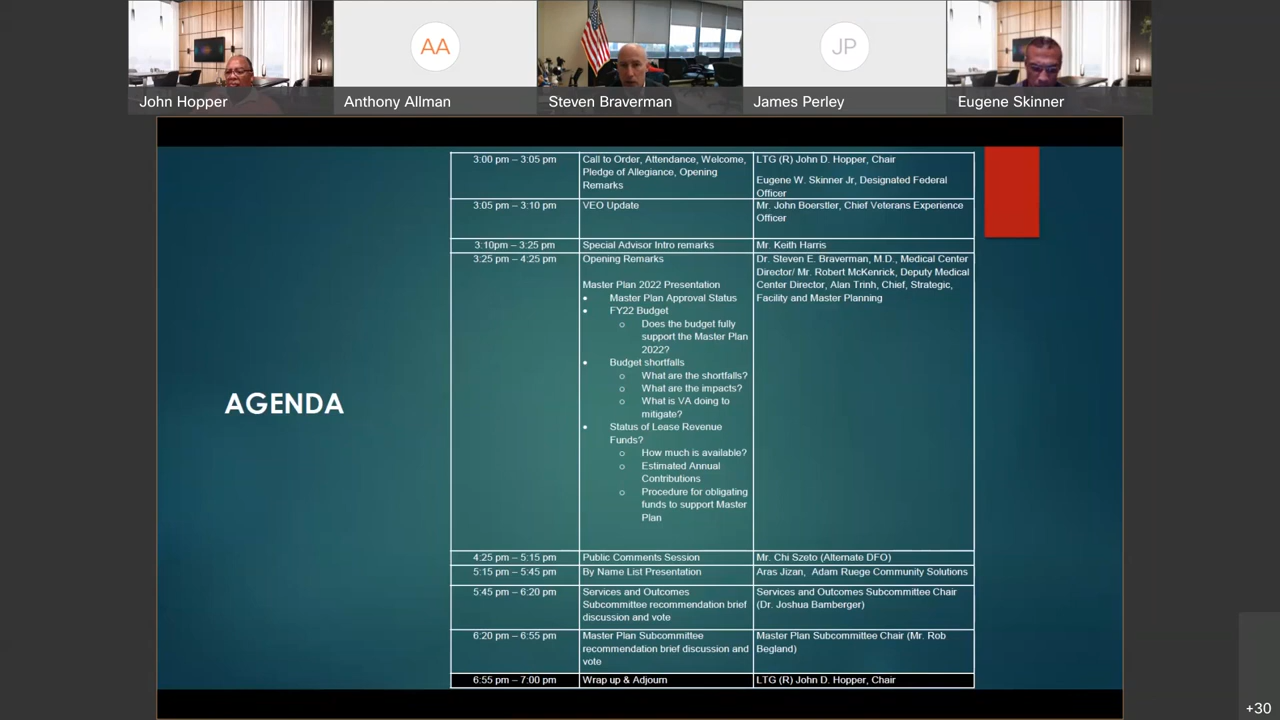 AA
JP
John Hopper
Anthony Allman
Steven Braverman
James Perley
Eugene Skinner
AGENDA
3:00 pm – 3:05 pm
Call to Order, Attendance, Welcome,
Pledge of Allegiance, Opening
Remarks
LTG (R) John D. Hopper, Chair
Eugene W. Skinner Jr, Designated Federal
Officer
3:05 pm – 3:10 pm
VEO Update
Mr. John Boerstler, Chief Veterans Experience
Officer
3:10pm – 3:25 pm
Special Advisor Intro remarks
Mr. Keith Harris
3:25 pm – 4:25 pm
Opening Remarks
Master Plan 2022 Presentation
• Master Plan Approval Status
• FY22 Budget
o Does the budget fully
support the Master Plan
2022?
• Budget shortfalls
o What are the shortfalls?
o What are the impacts?
o What is VA doing to
mitigate?
• Status of Lease Revenue
Funds?
o How much is available?
o Estimated Annual
Contributions
o Procedure for obligating
funds to support Master
Plan
Dr. Steven E. Braverman, M.D., Medical Center
Director/ Mr. Robert McKenrick, Deputy Medical
Center Director, Alan Trinh, Chief, Strategic,
Facility and Master Planning
4:25 pm – 5:15 pm
Public Comments Session
Mr. Chi Szeto (Alternate DFO)
5:15 pm – 5:45 pm
By Name List Presentation
Aras Jizan, Adam Ruege Community Solutions
5:45 pm – 6:20 pm
Services and Outcomes
Subcommittee recommendation brief
discussion and vote
Services and Outcomes Subcommittee Chair
(Dr. Joshua Bamberger)
6:20 pm – 6:55 pm
Master Plan Subcommittee
recommendation brief discussion and
vote
Master Plan Subcommittee Chair (Mr. Rob
Begland)
6:55 pm – 7:00 pm
Wrap up & Adjourn
LTG (R) John D. Hopper, Chair
+30